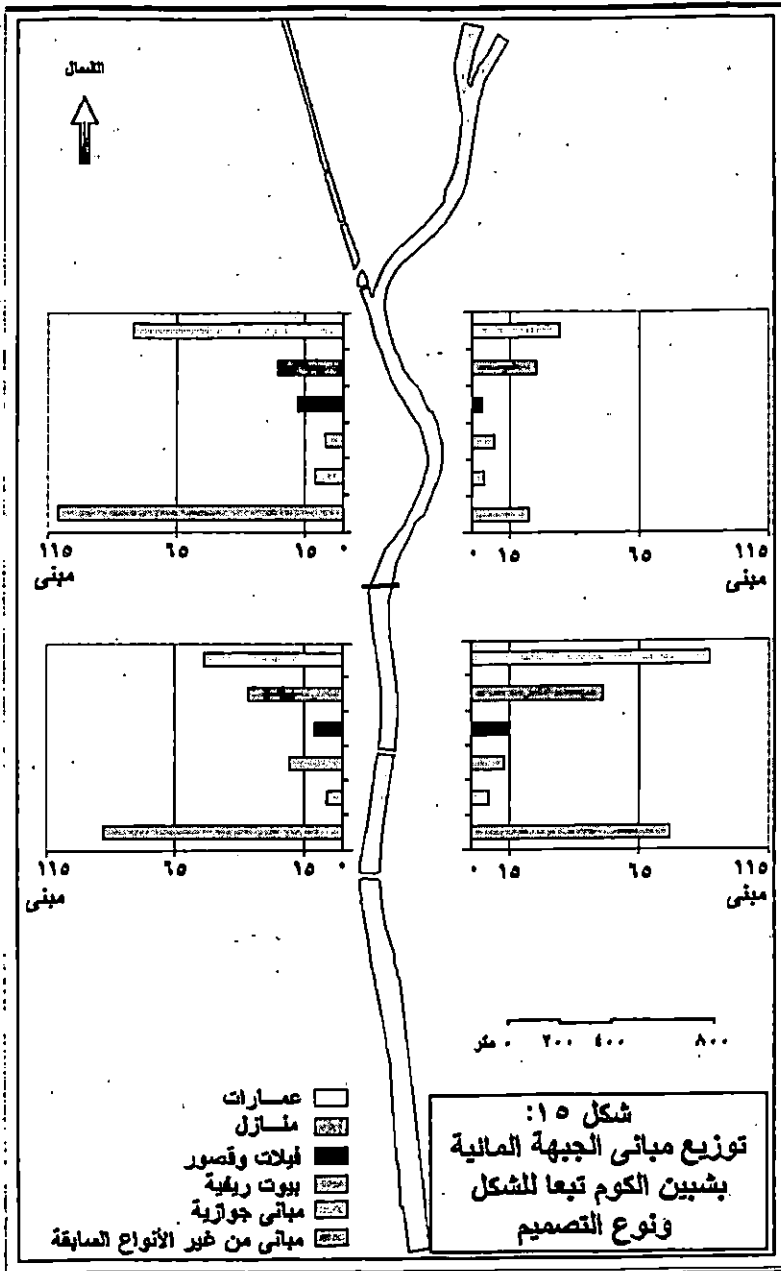 الشمال
١١٥ ٦٥ ١٥ ٠
مبنى
٠ ١٥ ٦٥ ١١٥
مبنى
١١٥ ٦٥ ١٥ ٠
مبنى
٠ ١٥ ٦٥ ١١٥
مبنى
متر ٠ ٢٠٠ ٤٠٠ ٨٠٠
عمـــارات
منـــازل
فيلات وقصور
بيوت ريفية
مبانى جوازية
مبانى من غير الأنواع السابقة
شكل ١٥:
توزيع مبانى الجبهة المائية
بشبين الكوم تبعا للشكل
ونوع التصميم